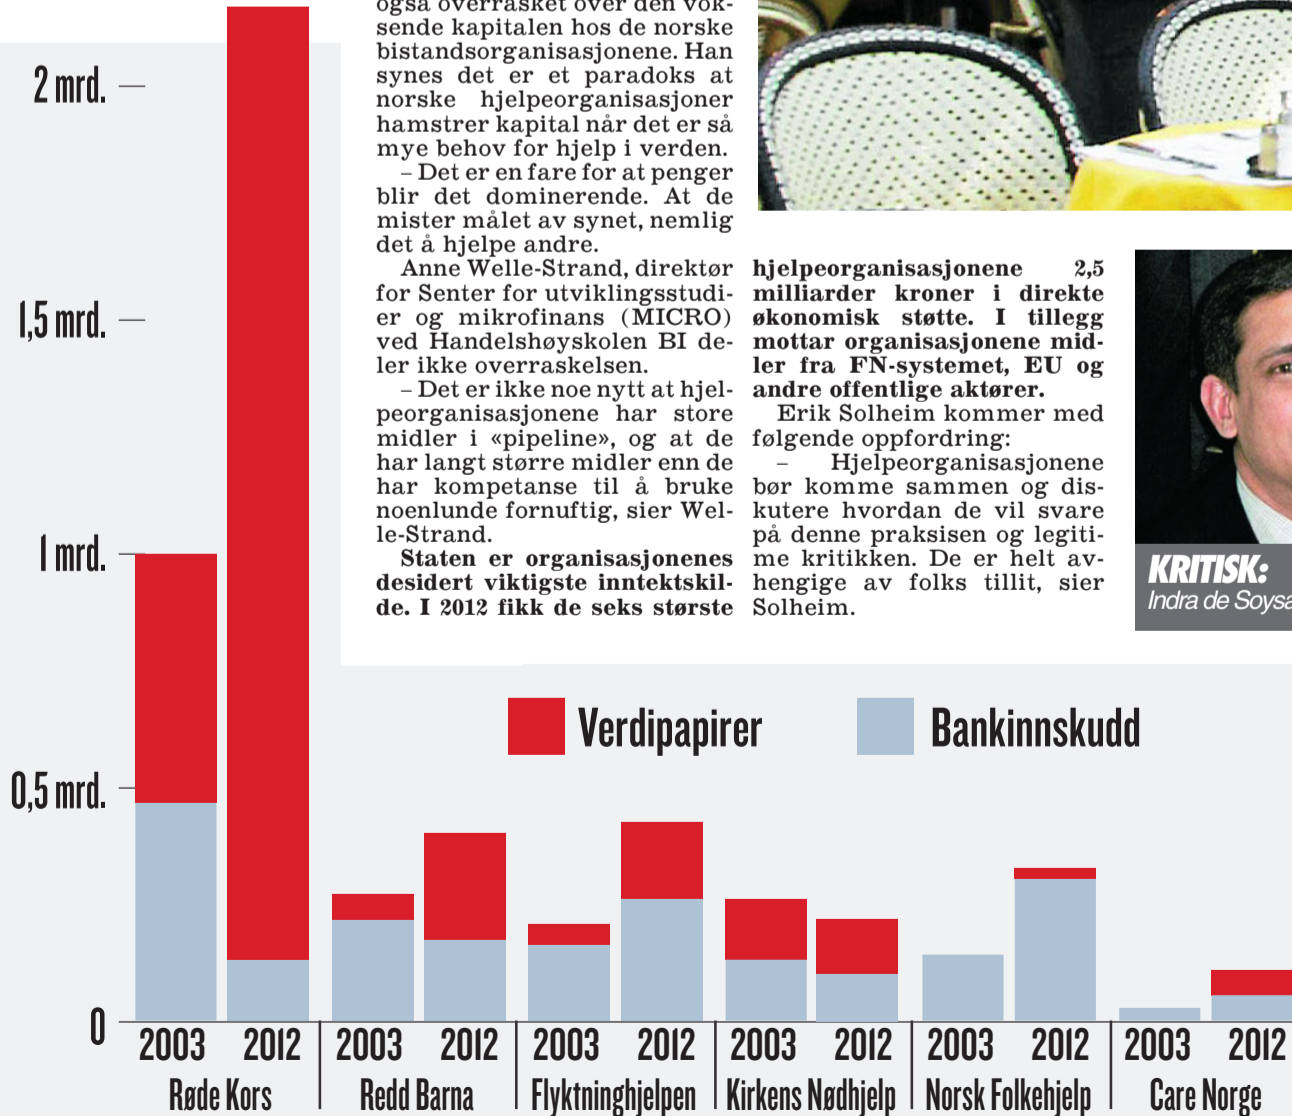 også overrasket over den vok-
sende kapitalen hos de norske
bistandsorganisasjonene. Han
synes det er et paradoks at
norske hjelpeorganisasjoner
hamstrer kapital når det er så
mye behov for hjelp i verden.
– Det er en fare for at penger
blir det dominerende. At de
mister målet av synet, nemlig
det å hjelpe andre.
Anne Welle-Strand, direktør
for Senter for utviklingsstudi-
er og mikrofinans (MICRO)
ved Handelshøyskolen BI de-
ler ikke overraskelsen.
– Det er ikke noe nytt at hjel-
peorganisasjonene har store
midler i «pipeline», og at de
har langt større midler enn de
har kompetanse til å bruke
noenlunde fornuftig, sier Wel-
le-Strand.
Staten er organisasjonenes
desidert viktigste inntektskil-
de. I 2012 fikk de seks største
hjelpeorganisasjonene 2,5
milliarder kroner i direkte
økonomisk støtte. I tillegg
mottar organisasjonene mid-
ler fra FN-systemet, EU og
andre offentlige aktører.
Erik Solheim kommer med
følgende oppfordring:
– Hjelpeorganisasjonene
bør komme sammen og dis-
kutere hvordan de vil svare
på denne praksisen og legiti-
me kritikken. De er helt av-
hengige av folks tillit, sier
Solheim.
KRITISK:
Indra de Soysa
2 mrd.
1,5 mrd.
1 mrd.
0,5 mrd.
0
Verdipapirer Bankinnskudd
2003 2012 2003 2012 2003 2012 2003 2012 2003 2012 2003 2012
Røde Kors Redd Barna Flyktninghjelpen Kirkens Nødhjelp Norsk Folkehjelp Care Norge